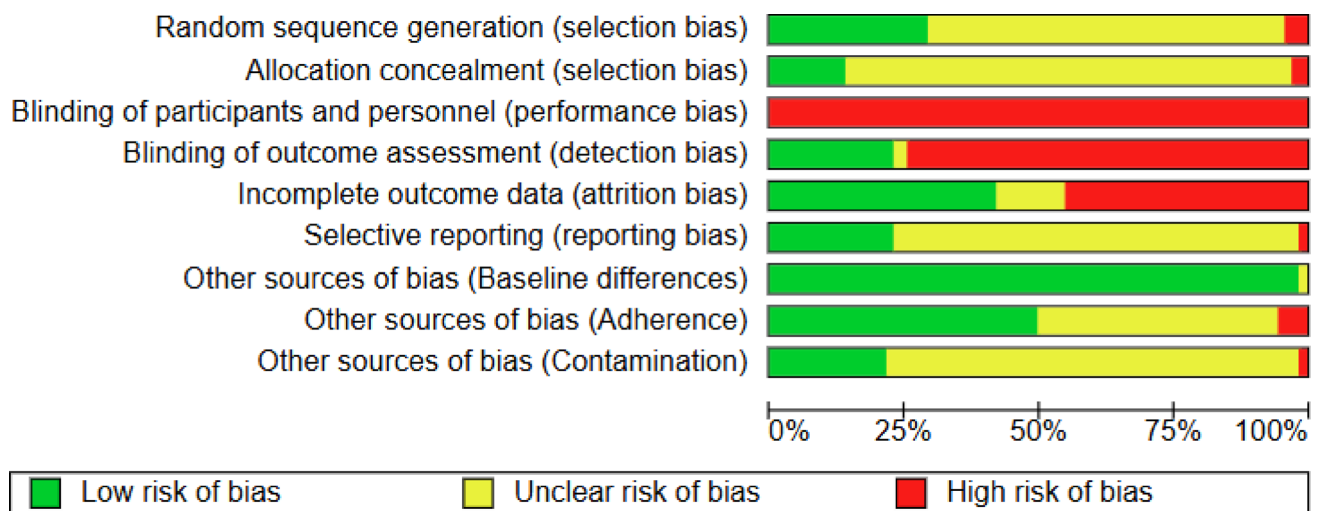 Random sequence generation (selection bias)
Allocation concealment (selection bias)
Blinding of participants and personnel (performance bias)
Blinding of outcome assessment (detection bias)
Incomplete outcome data (attrition bias)
Selective reporting (reporting bias)
Other sources of bias (Baseline differences)
Other sources of bias (Adherence)
Other sources of bias (Contamination)
0% 25% 50% 75% 100%
Low risk of bias Unclear risk of bias High risk of bias